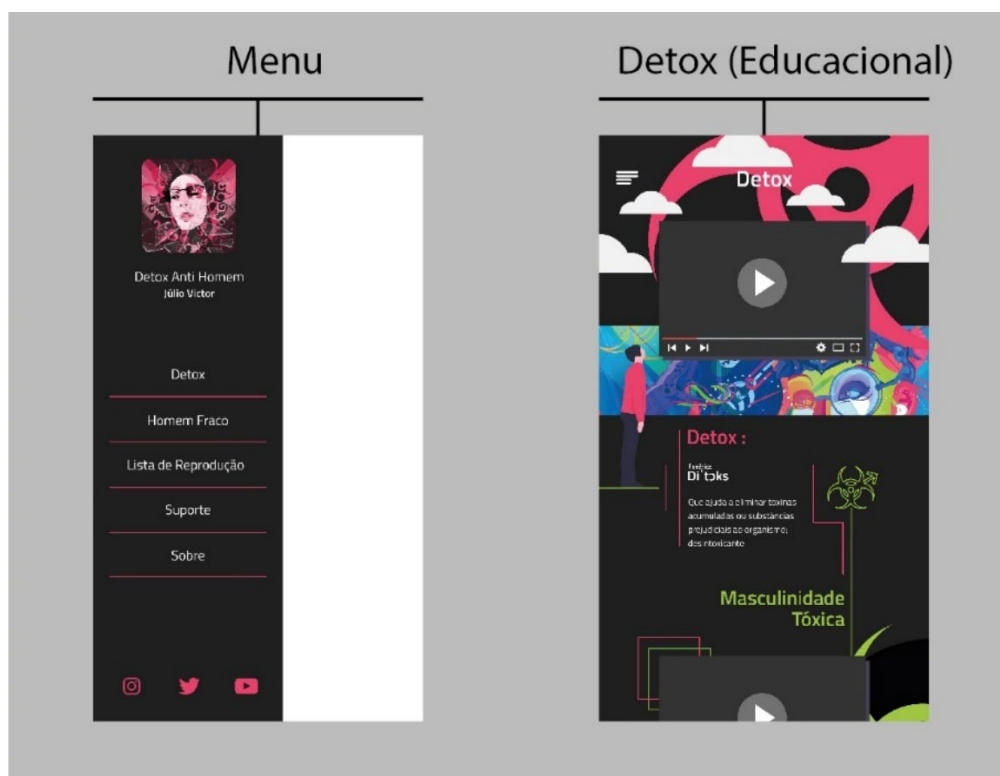 Menu
Detox Anti Homem
Júlio Victor
Detox
Homem Fraco
Lista de Reprodução
Suporte
Sobre
Detox (Educacional)
Detox
Detox :
Di'tɔks
Que ajuda a eliminar toxinas
acumuladas ou substâncias
prejudiciais ao organismo;
desintoxicante
Masculinidade
Tóxica